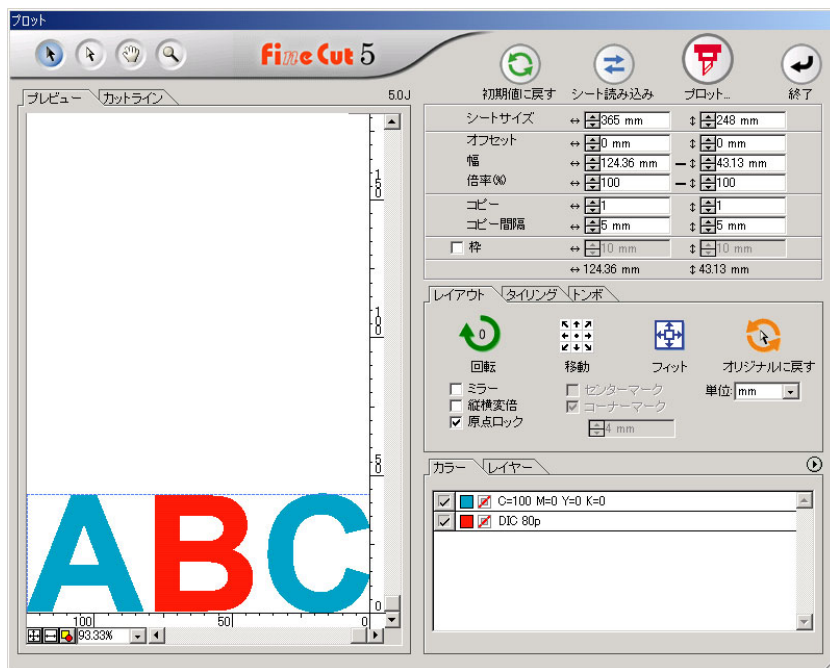 プロット
FineCut 5
初期値に戻す シート読み込み プロット... 終了
プレビュー カットライン 5.0J
シートサイズ ↔ 365 mm ↕ 248 mm
オフセット ↔ 0 mm ↕ 0 mm
幅 ↔ 124.36 mm ↕ 43.13 mm
倍率(%) ↔ 100 ↕ 100
コピー ↔ 1 ↕ 1
コピー間隔 ↔ 5 mm ↕ 5 mm
枠 ↔ 10 mm ↕ 10 mm
↔ 124.36 mm ↕ 43.13 mm
150
100
50
0
ABC
100 50 0
93.33%
レイアウト タイリング トンボ
0
回転 移動 フィット オリジナルに戻す
ミラー センターマーク 単位: mm
縦横変倍 コーナーマーク
原点ロック 4 mm
カラー レイヤー
C=100 M=0 Y=0 K=0
DIC 80p